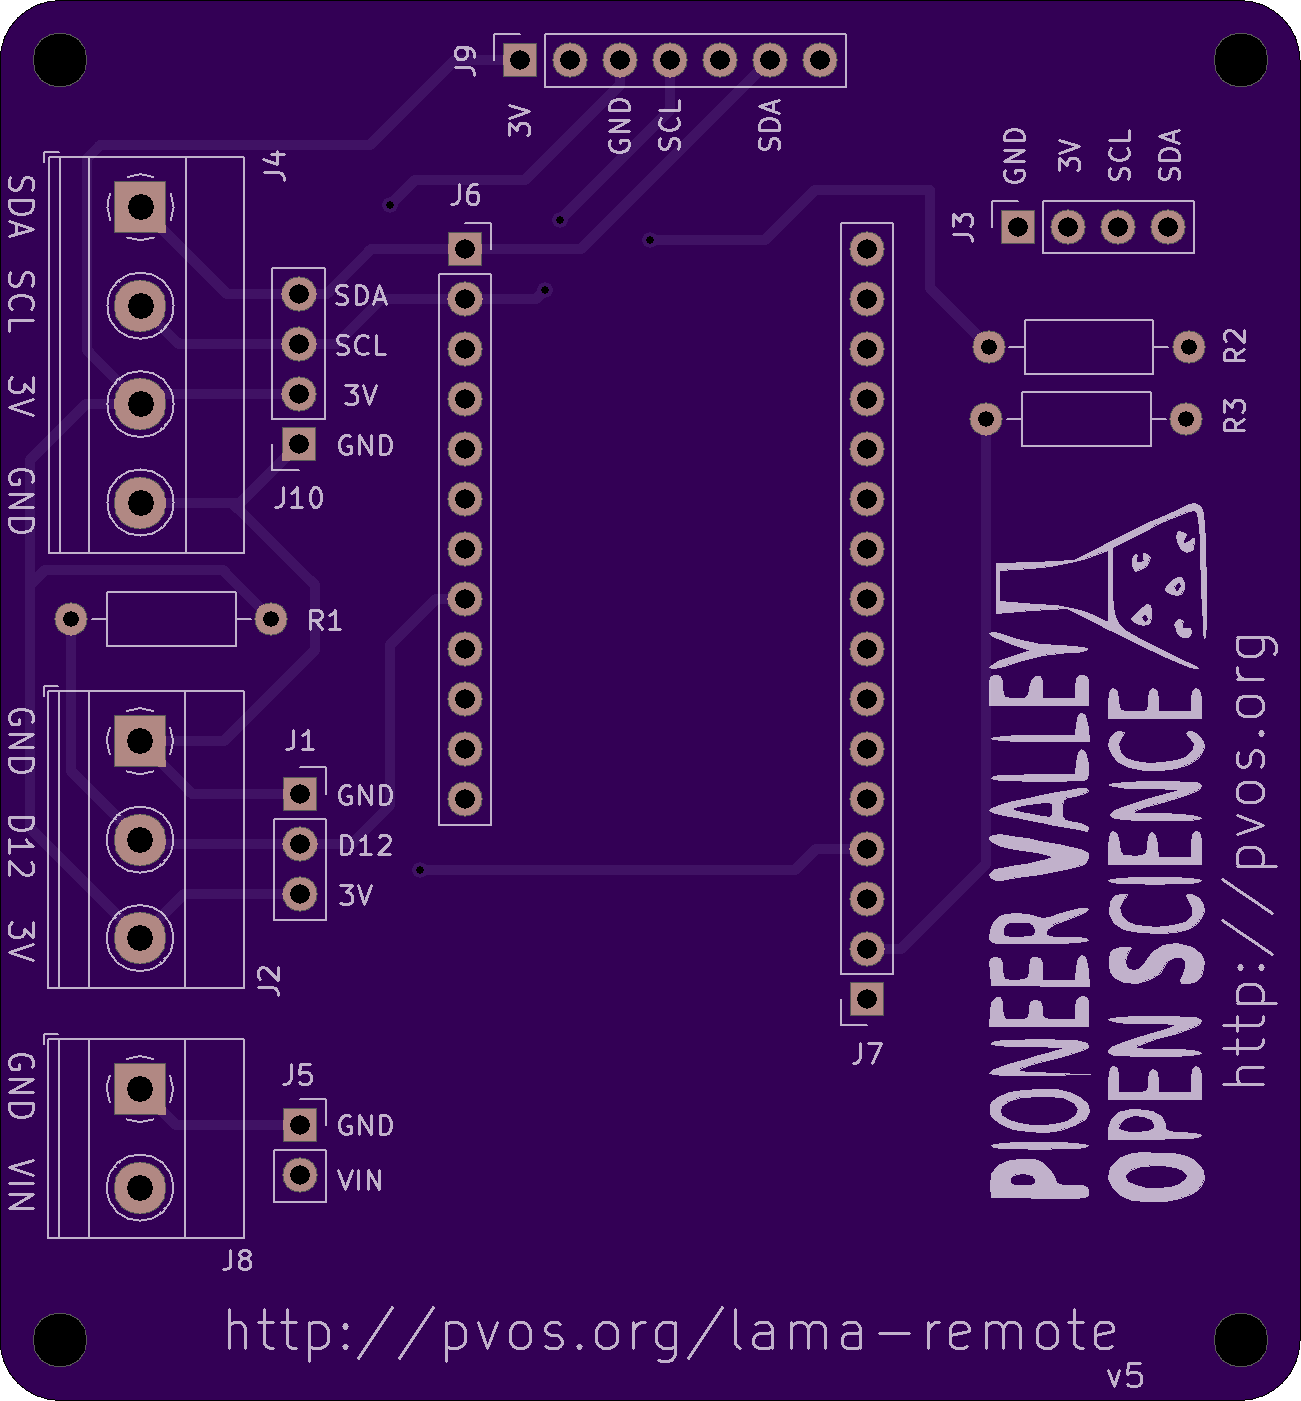 J9
3V
GND
SCL
SDA
GND
3V
SCL
SDA
J3
J4
SDA
SCL
3V
GND
J6
SDA
SCL
3V
GND
J10
R2
R3
R1
GND
D12
3V
J1
GND
D12
3V
J2
J7
PIONEER VALLEY
OPEN SCIENCE
http://pvos.org
GND
VIN
J5
GND
VIN
J8
http://pvos.org/lama-remote
v5